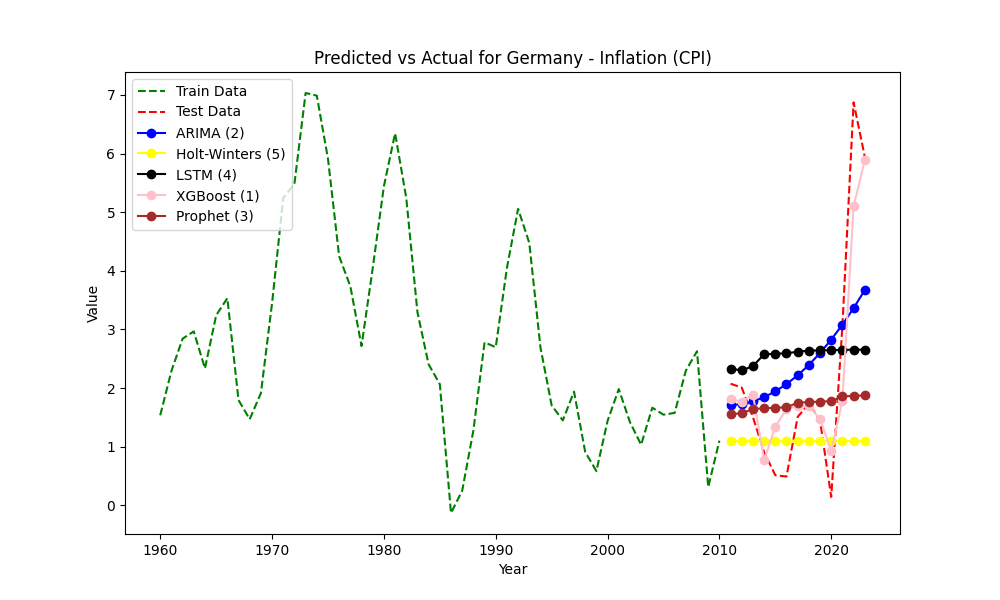 Predicted vs Actual for Germany - Inflation (CPI)
Train Data
Test Data
ARIMA (2)
Holt-Winters (5)
LSTM (4)
XGBoost (1)
Prophet (3)
Value
7
6
5
4
3
2
1
0
1960 1970 1980 1990 2000 2010 2020
Year